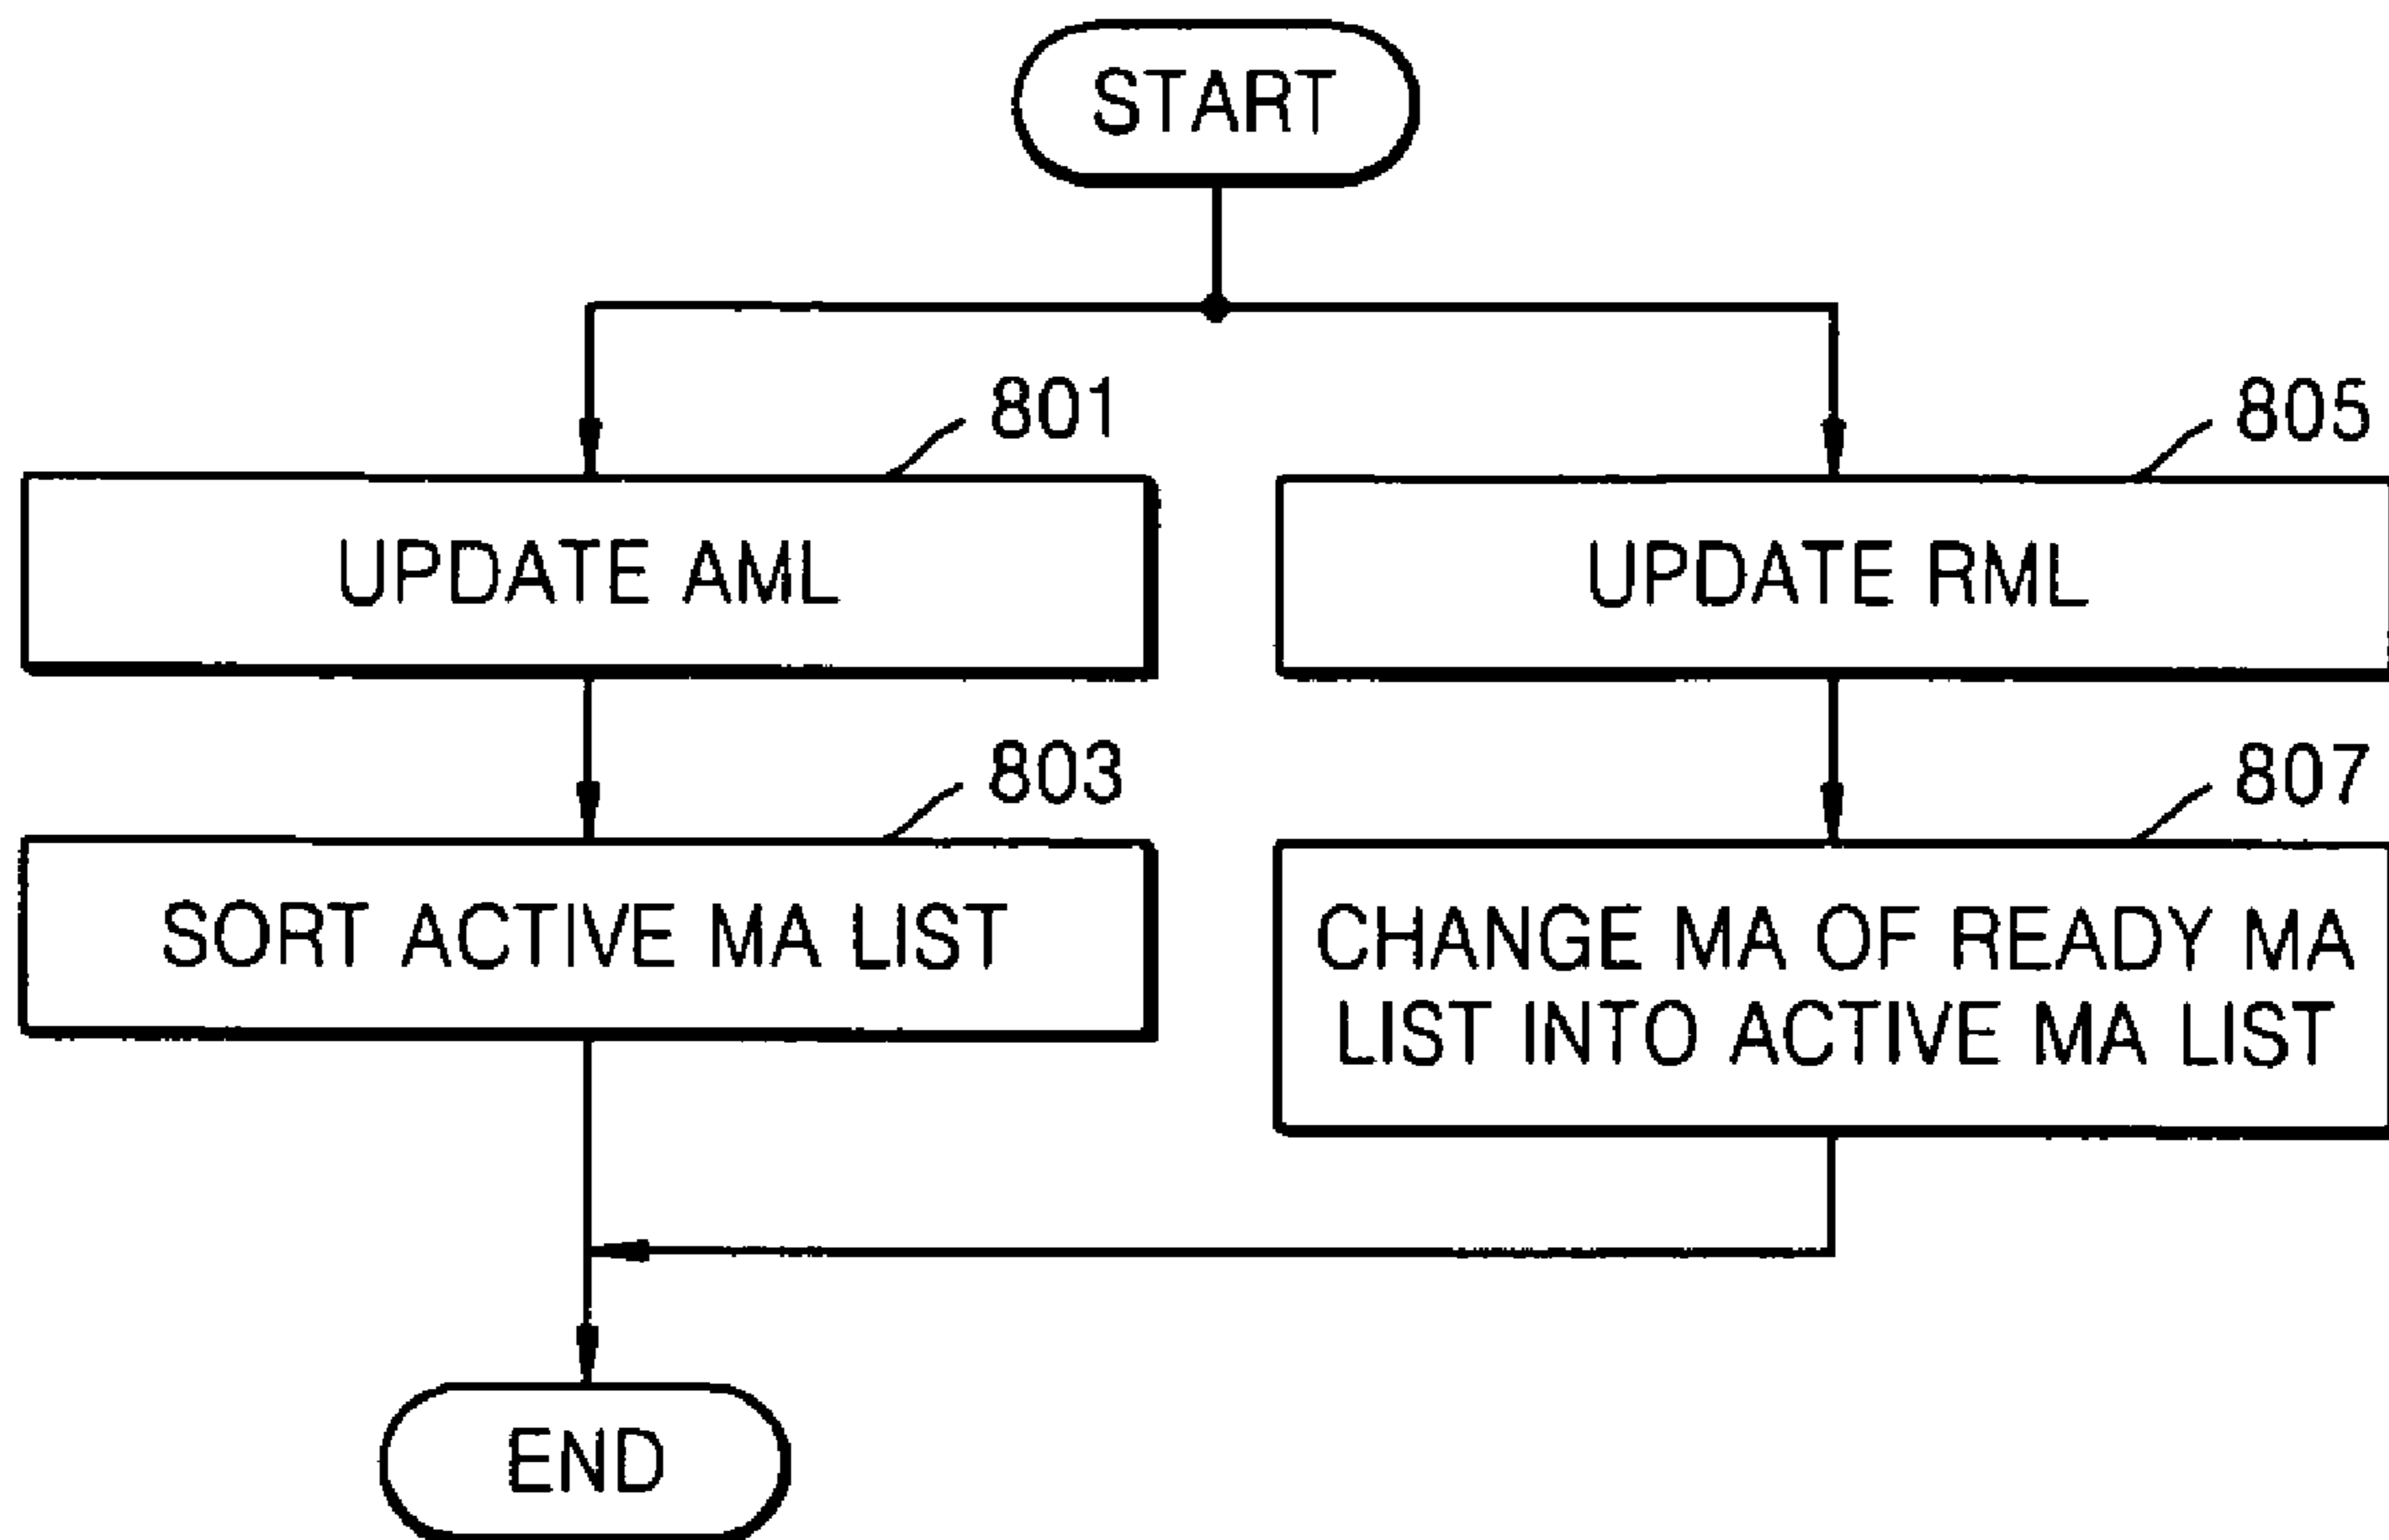 START
801
805
UPDATE AML
UPDATE RML
803
807
SORT ACTIVE MA LIST
CHANGE MA OF READY MA
LIST INTO ACTIVE MA LIST
END